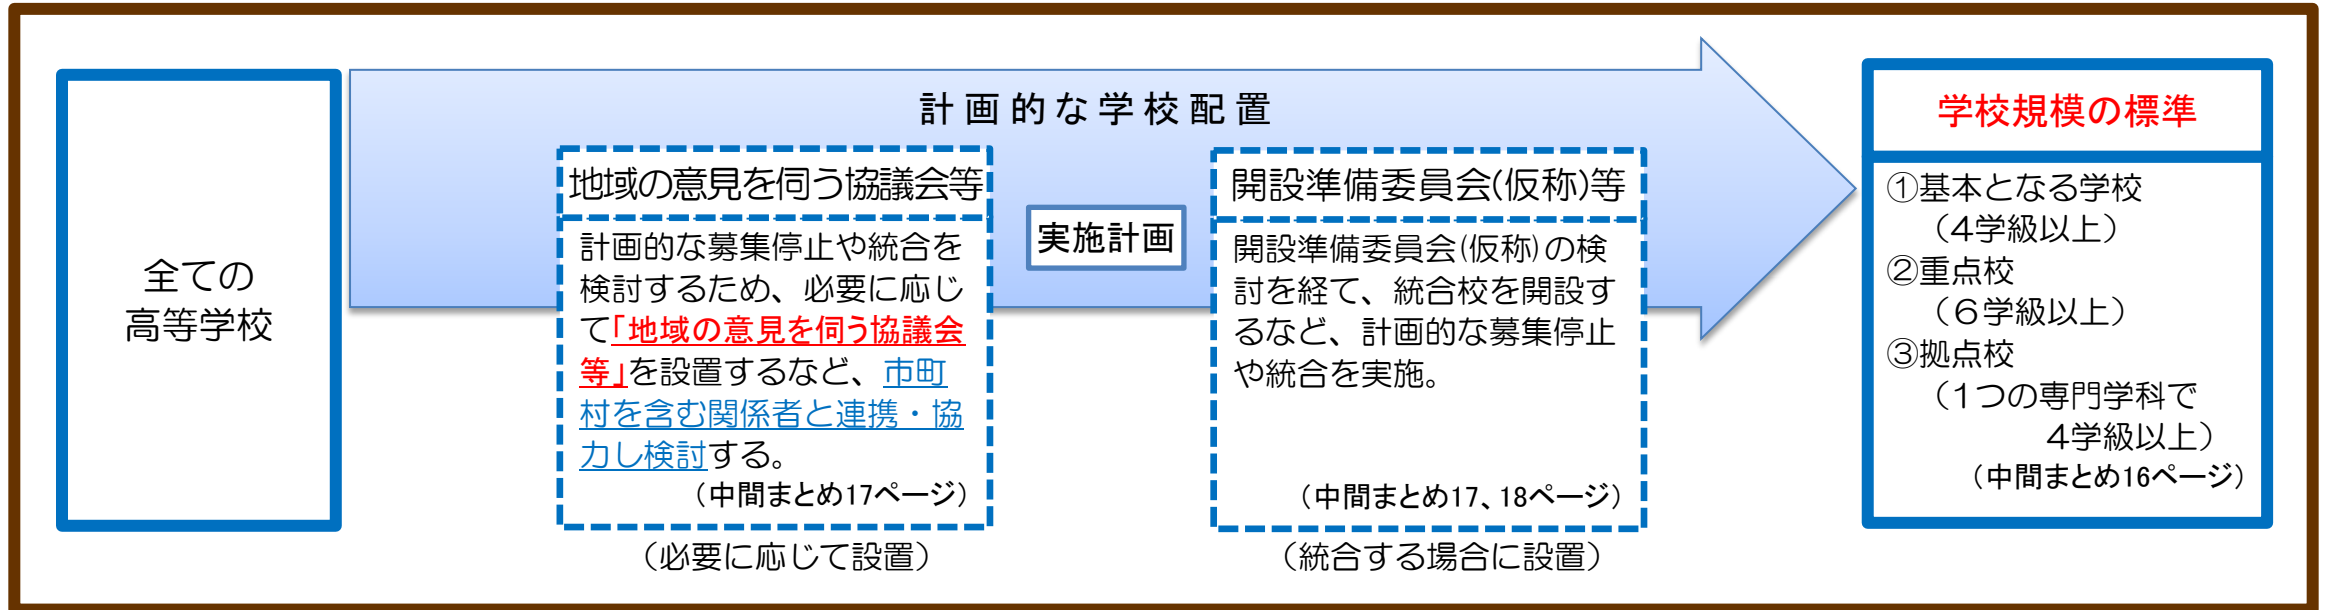 全ての
高等学校
計画的な学校配置
地域の意見を伺う協議会等
計画的な募集停止や統合を
検討するため、必要に応じ
て「地域の意見を伺う協議会
等」を設置するなど、市町
村を含む関係者と連携・協
力し検討する。
（中間まとめ17ページ）
（必要に応じて設置）
実施計画
開設準備委員会(仮称)等
開設準備委員会(仮称)の検
討を経て、統合校を開設す
るなど、計画的な募集停止
や統合を実施。
（中間まとめ17、18ページ）
（統合する場合に設置）
学校規模の標準
①基本となる学校
（4学級以上）
②重点校
（６学級以上）
③拠点校
（1つの専門学科で
4学級以上）
（中間まとめ16ページ）